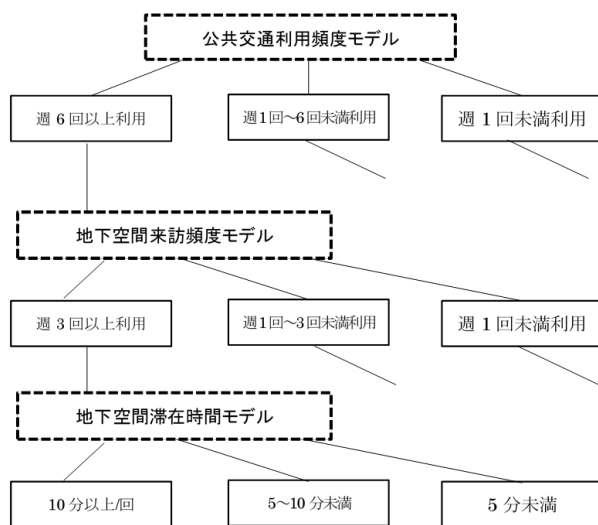 公共交通利用頻度モデル
週 6 回以上利用
週1回～6回未満利用
週 1 回未満利用
地下空間来訪頻度モデル
週 3 回以上利用
週1回～3回未満利用
週 1 回未満利用
地下空間滞在時間モデル
10 分以上/回
5～10 分未満
5 分未満